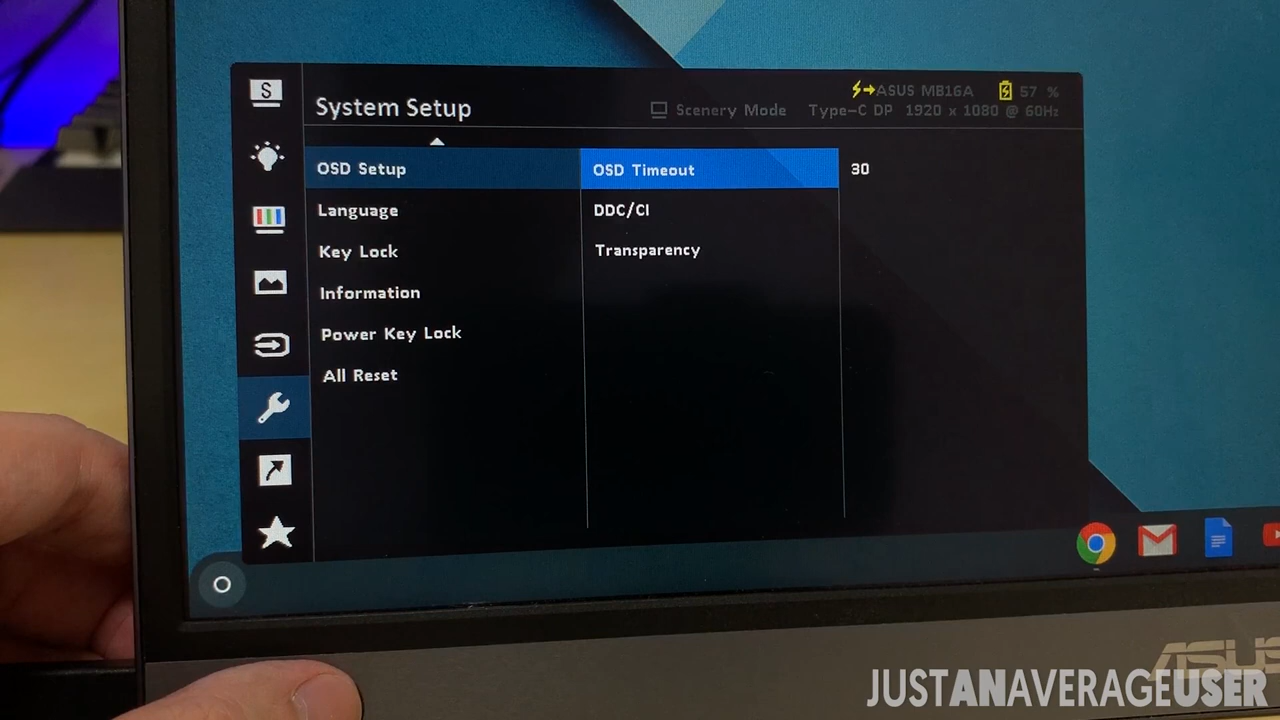 S
System Setup
ASUS MB16A
57 %
Scenery Mode
Type-C DP 1920 x 1080 @ 60Hz
OSD Setup
OSD Timeout
30
Language
DDC/CI
Key Lock
Transparency
Information
Power Key Lock
All Reset
ASUS
JUSTANAVERAGEUSER